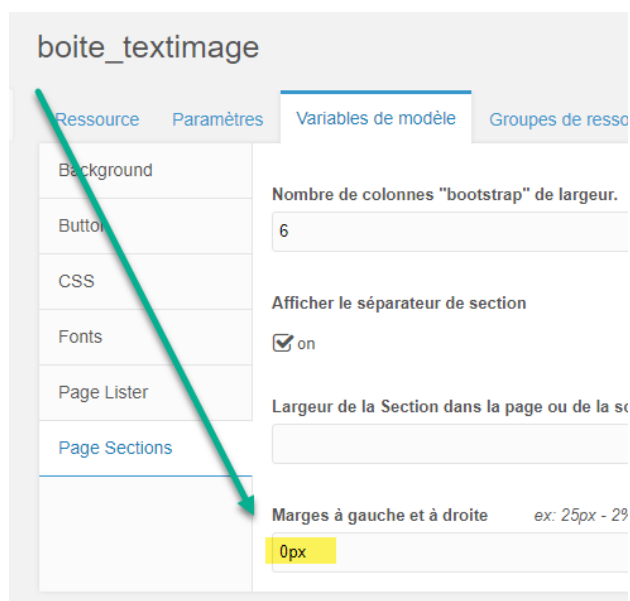 boite_textimage
Ressource Paramètres Variables de modèle Groupes de resso
Background
Button
CSS
Fonts
Page Lister
Page Sections
Nombre de colonnes "bootstrap" de largeur.
6
Afficher le séparateur de section
on
Largeur de la Section dans la page ou de la so
Marges à gauche et à droite ex: 25px - 2%
0px